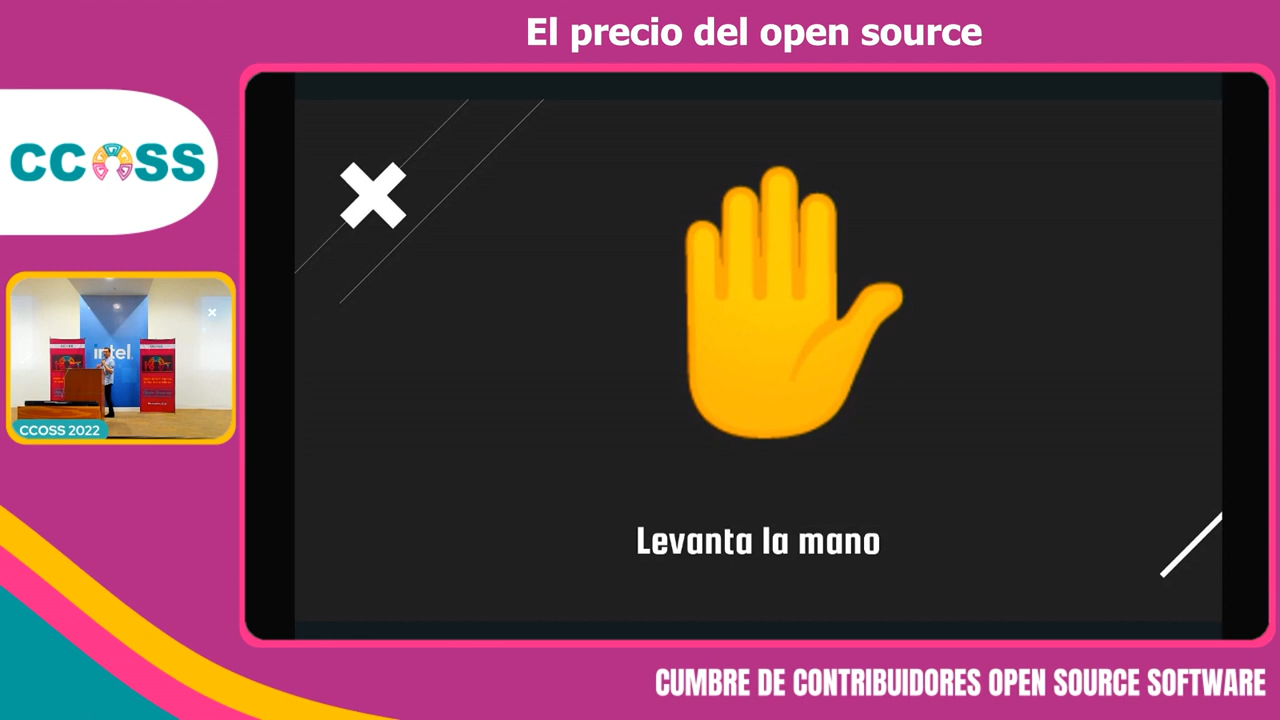 El precio del open source
CCOSS
intel
CCOSS 2022
Levanta la mano
CUMBRE DE CONTRIBUIDORES OPEN SOURCE SOFTWARE